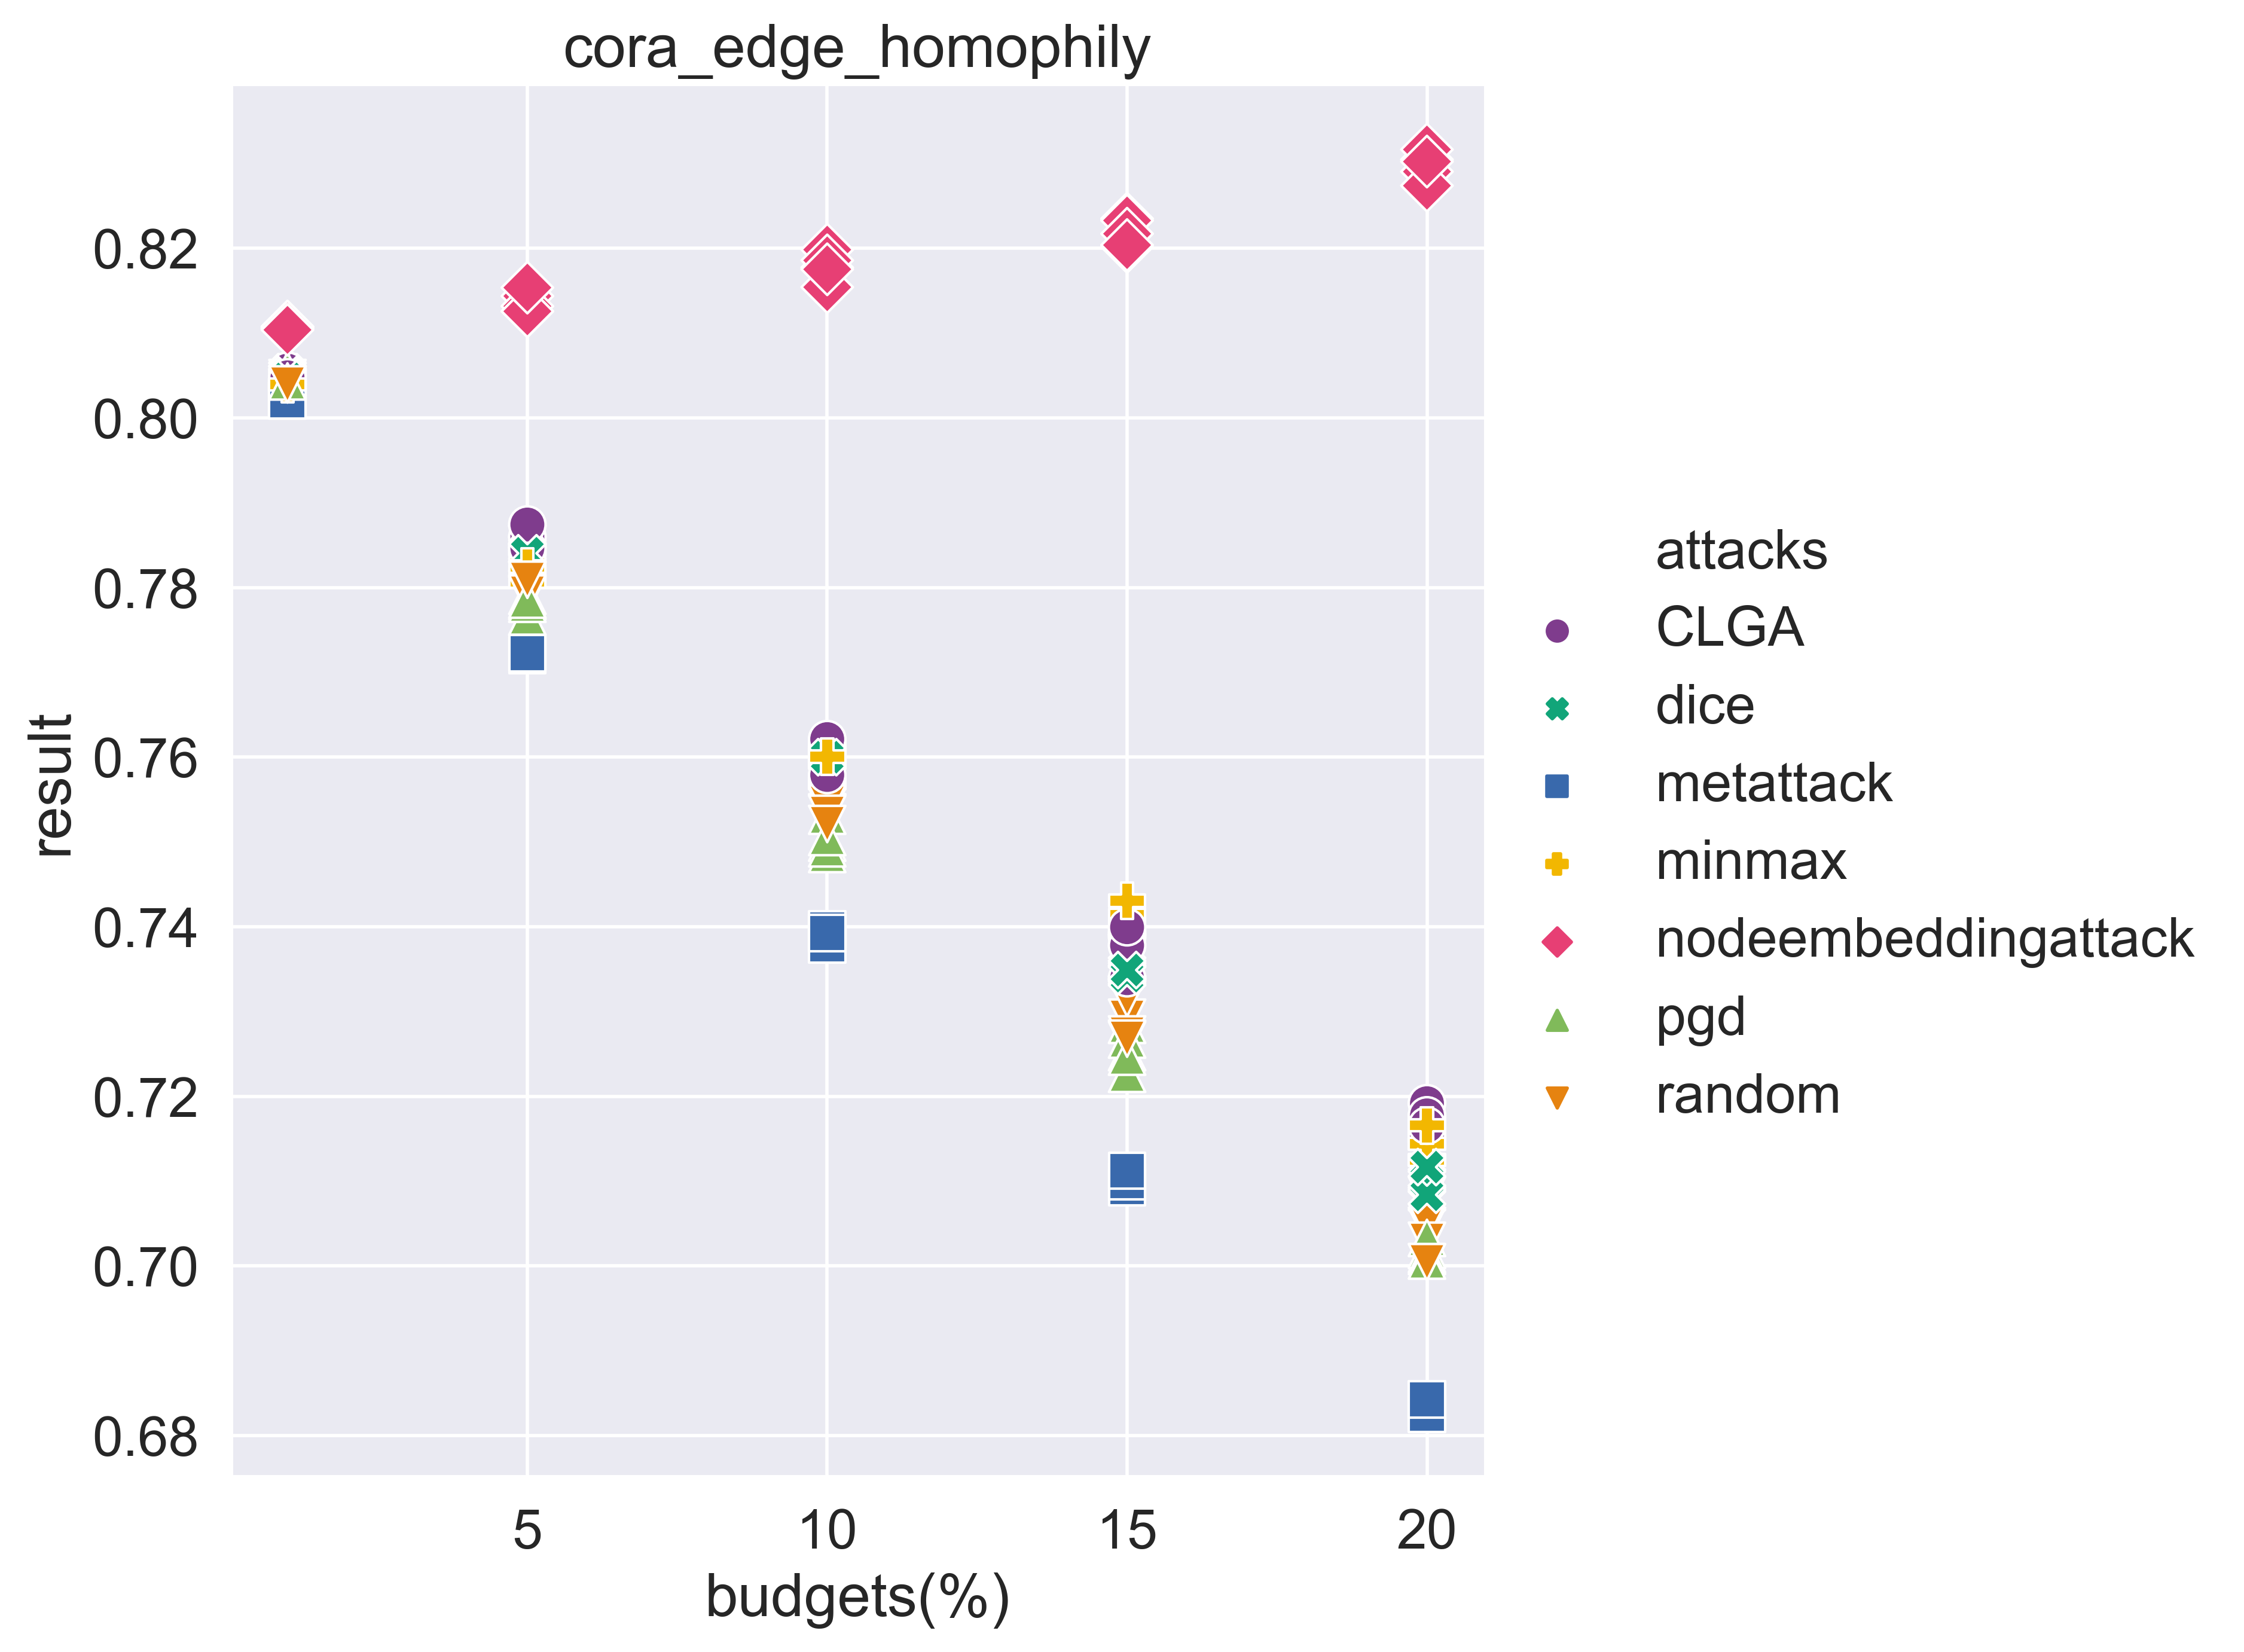 cora_edge_homophily
0.82
0.80
0.78
0.76
0.74
0.72
0.70
0.68
result
5
10
15
20
budgets(%)
attacks
CLGA
dice
metattack
minmax
nodeembeddingattack
pgd
random